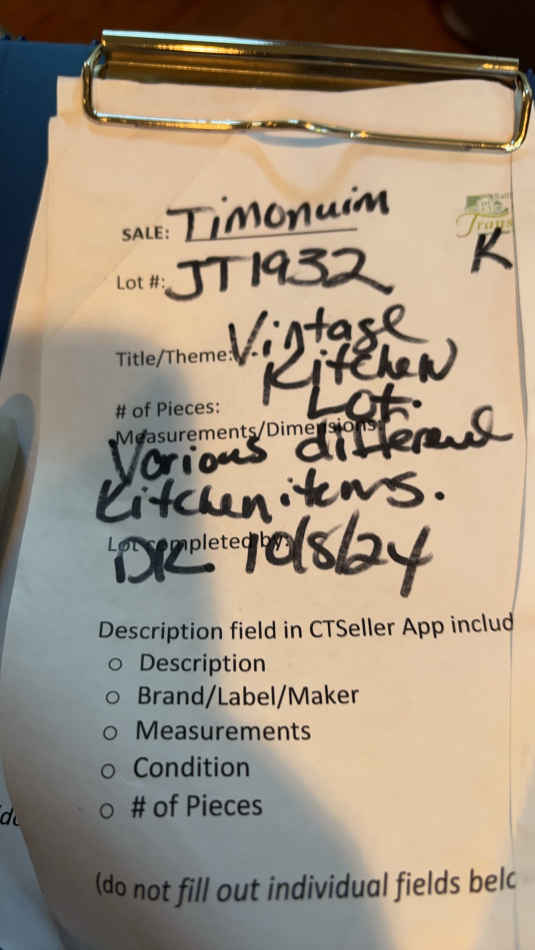 SALE: Timonuim
K
Lot #: JT1932
Title/Theme: Vintage
Kitchen
# of Pieces: Lot.
Measurements/Dimensions:
Various different
kitchen items.
Lot completed by:
DR 10/8/24
Description field in CTSeller App includ
○ Description
○ Brand/Label/Maker
○ Measurements
○ Condition
○ # of Pieces
(do not fill out individual fields belo